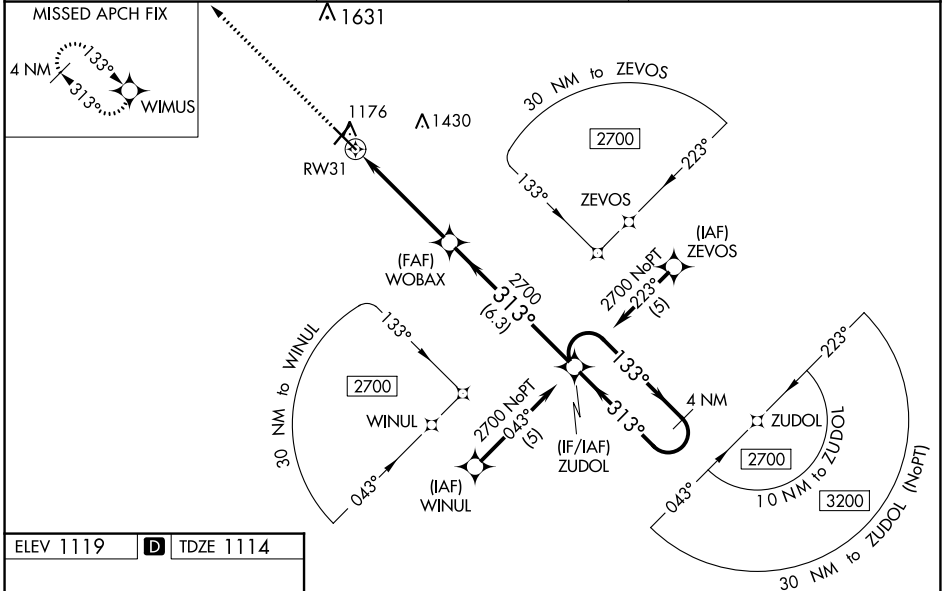 MISSED APCH FIX
4 NM
133°
313°
WIMUS
1631
1176
1430
RW31
30 NM to ZEVOS
2700
133°
223°
ZEVOS
(IAF)
ZEVOS
2700 NoPT
223°
(5)
(FAF)
WOBAX
2700
313°
(6.3)
30 NM to WINUL
133°
2700
WINUL
043°
2700 NoPT
043°
(5)
(IAF)
WINUL
(IF/IAF)
ZUDOL
133°
313°
4 NM
223°
ZUDOL
2700
043°
10 NM to ZUDOL
3200
30 NM to ZUDOL (NoPT)
ELEV 1119 D TDZE 1114